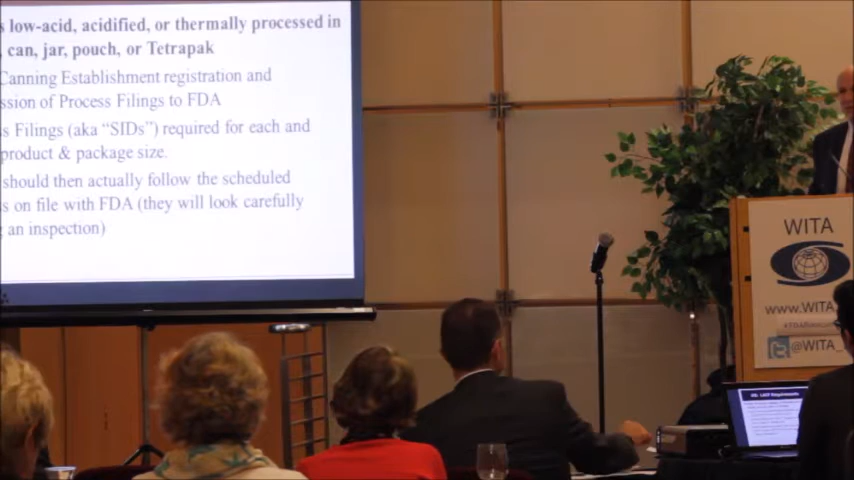 s low-acid, acidified, or thermally processed in
, can, jar, pouch, or Tetrapak
Canning Establishment registration and
ssion of Process Filings to FDA
s Filings (aka “SIDs”) required for each and
product & package size.
should then actually follow the scheduled
s on file with FDA (they will look carefully
g an inspection)
WITA
www.WITA.
@WITA_